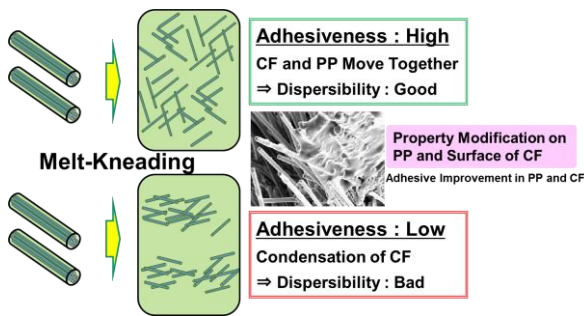 Adhesiveness : High
CF and PP Move Together
⇒ Dispersibility : Good
Melt-Kneading
Property Modification on
PP and Surface of CF
Adhesive Improvement in PP and CF
Adhesiveness : Low
Condensation of CF
⇒ Dispersibility : Bad